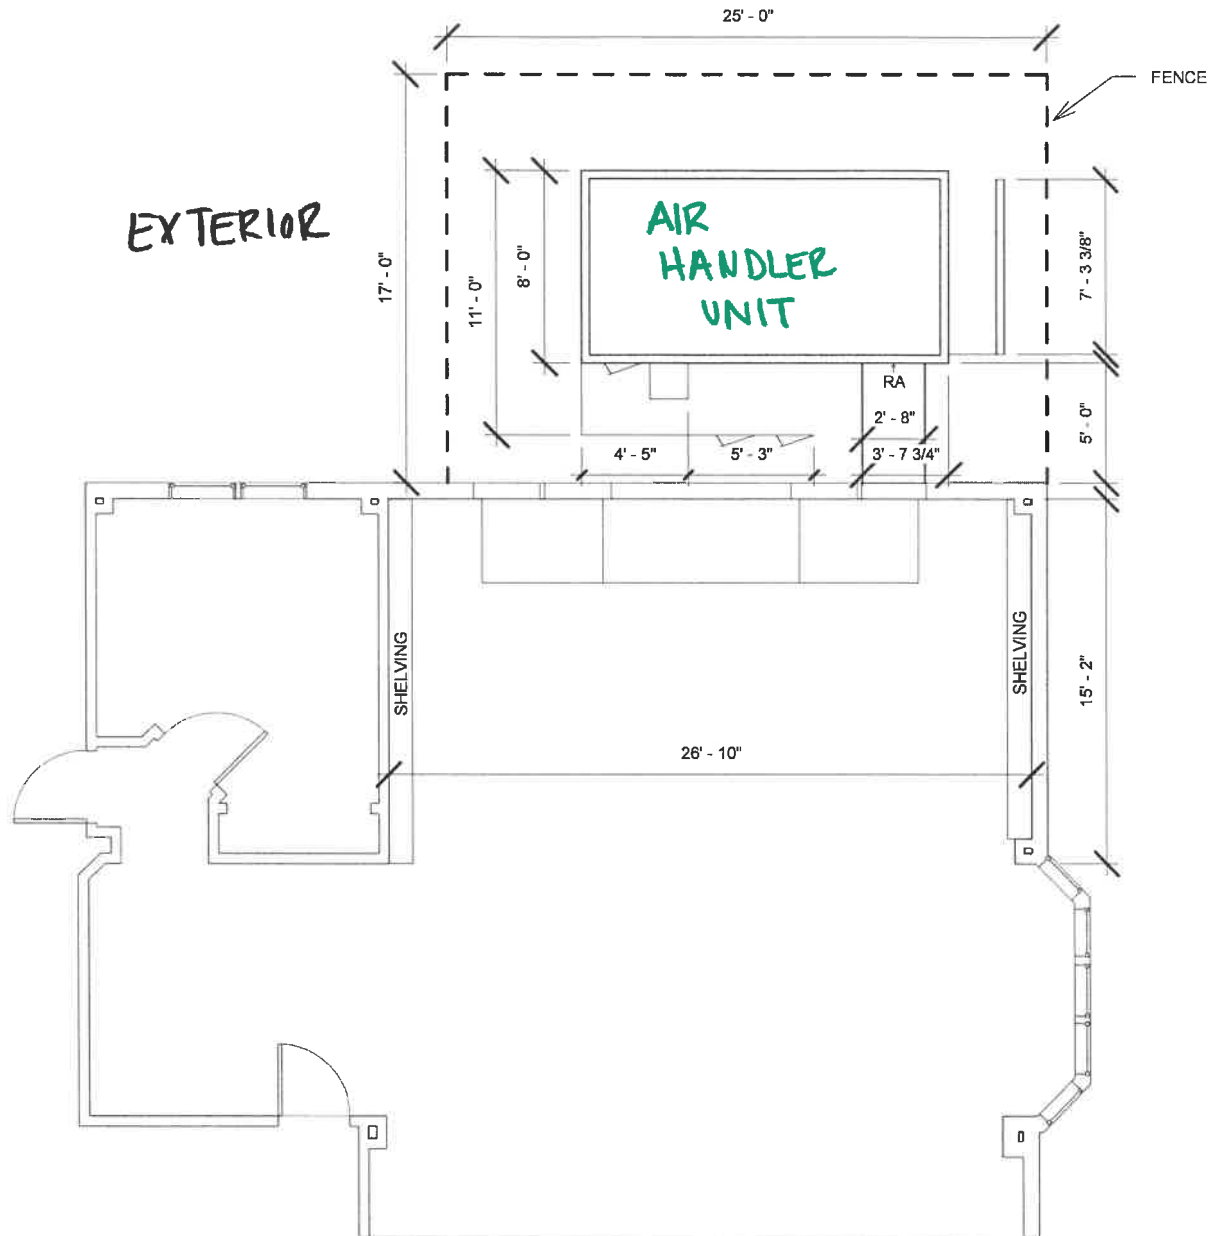 25' - 0"
FENCE
EXTERIOR
17' - 0"
11' - 0"
8' - 0"
AIR
HANDLER
UNIT
7' - 3 3/8"
RA
2' - 8"
5' - 0"
4' - 5"
5' - 3"
3' - 7 3/4"
SHELVING
SHELVING
15' - 2"
26' - 10"